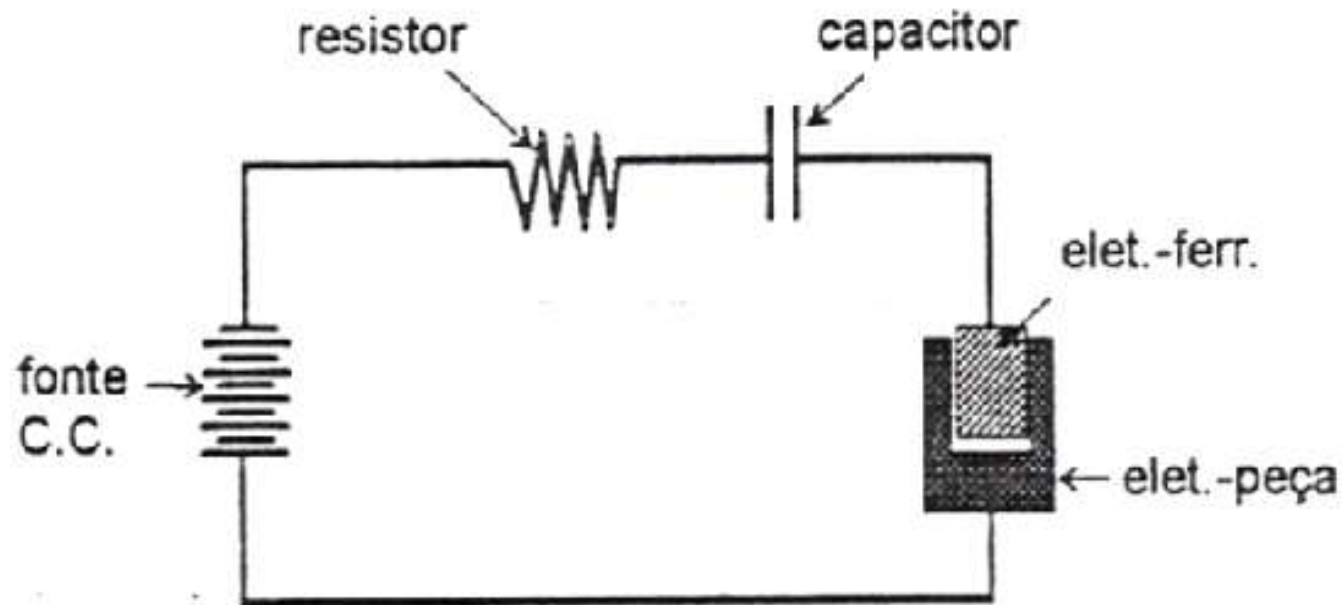 resistor
capacitor
elet.-ferr.
fonte
C.C.
elet.-peça